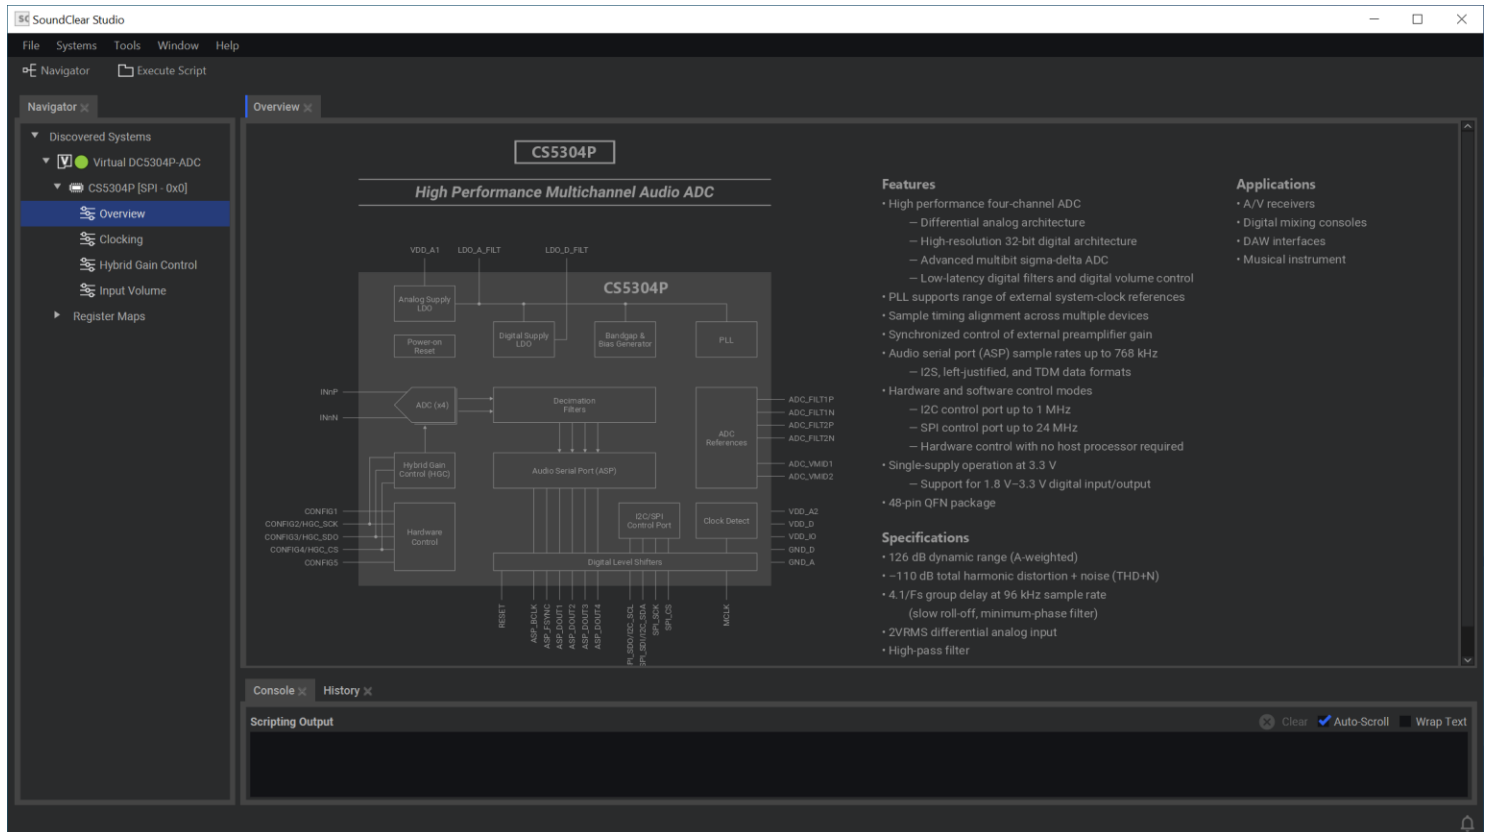 SC SoundClear Studio
File Systems Tools Window Help
Navigator Execute Script
Navigator
Discovered Systems
Virtual DC5304P-ADC
CS5304P [SPI - 0x0]
Overview
Clocking
Hybrid Gain Control
Input Volume
Register Maps
Overview
CS5304P
High Performance Multichannel Audio ADC
VDD_A1 LDO_A_FILT LDO_D_FILT
CS5304P
Analog Supply
LDO
Power-on
Reset
Digital Supply
LDO
Bandgap &
Bias Generator
PLL
INnP
INnN
ADC (x4)
Decimation
Filters
ADC
References
ADC_FILT1P
ADC_FILT1N
ADC_FILT2P
ADC_FILT2N
ADC_VMID1
ADC_VMID2
Hybrid Gain
Control (HGC)
Audio Serial Port (ASP)
CONFIG1
CONFIG2/HGC_SCK
CONFIG3/HGC_SDO
CONFIG4/HGC_CS
CONFIG5
Hardware
Control
I2C/SPI
Control Port
Clock Detect
VDD_A2
VDD_D
VDD_IO
GND_D
GND_A
Digital Level Shifters
RESET
ASP_BCLK
ASP_FSYNC
ASP_DOUT1
ASP_DOUT2
ASP_DOUT3
ASP_DOUT4
PI_SDO/I2C_SCL
SPI_SDI/I2C_SDA
SPI_SCK
SPI_CS
MCLK
Features
• High performance four-channel ADC
— Differential analog architecture
— High-resolution 32-bit digital architecture
— Advanced multibit sigma-delta ADC
— Low-latency digital filters and digital volume control
• PLL supports range of external system-clock references
• Sample timing alignment across multiple devices
• Synchronized control of external preamplifier gain
• Audio serial port (ASP) sample rates up to 768 kHz
— I2S, left-justified, and TDM data formats
• Hardware and software control modes
— I2C control port up to 1 MHz
— SPI control port up to 24 MHz
— Hardware control with no host processor required
• Single-supply operation at 3.3 V
— Support for 1.8 V–3.3 V digital input/output
• 48-pin QFN package
Specifications
• 126 dB dynamic range (A-weighted)
• −110 dB total harmonic distortion + noise (THD+N)
• 4.1/Fs group delay at 96 kHz sample rate
(slow roll-off, minimum-phase filter)
• 2VRMS differential analog input
• High-pass filter
Applications
• A/V receivers
• Digital mixing consoles
• DAW interfaces
• Musical instrument
Console History
Scripting Output
Clear Auto-Scroll Wrap Text